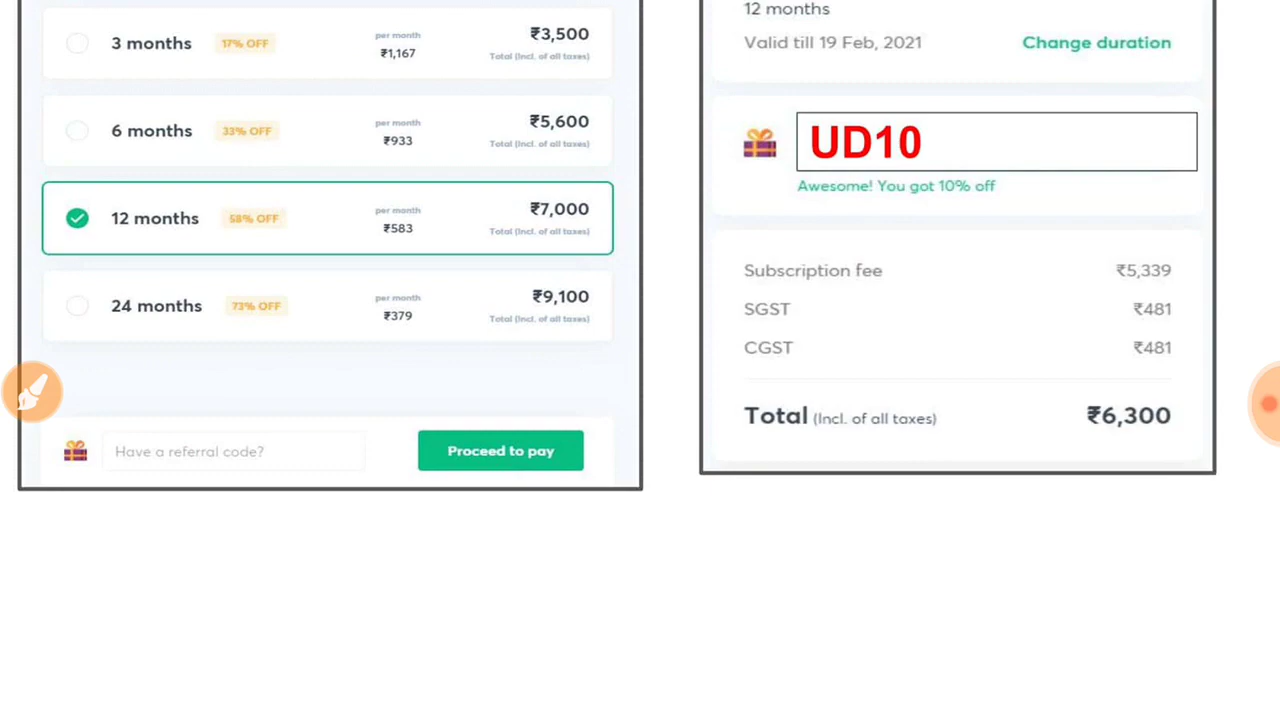 3 months 17% OFF per month ₹1,167 ₹3,500 Total (Incl. of all taxes)
6 months 33% OFF per month ₹933 ₹5,600 Total (Incl. of all taxes)
12 months 58% OFF per month ₹583 ₹7,000 Total (Incl. of all taxes)
24 months 73% OFF per month ₹379 ₹9,100 Total (Incl. of all taxes)
Have a referral code? Proceed to pay
12 months
Valid till 19 Feb, 2021 Change duration
UD10
Awesome! You got 10% off
Subscription fee ₹5,339
SGST ₹481
CGST ₹481
Total (Incl. of all taxes) ₹6,300